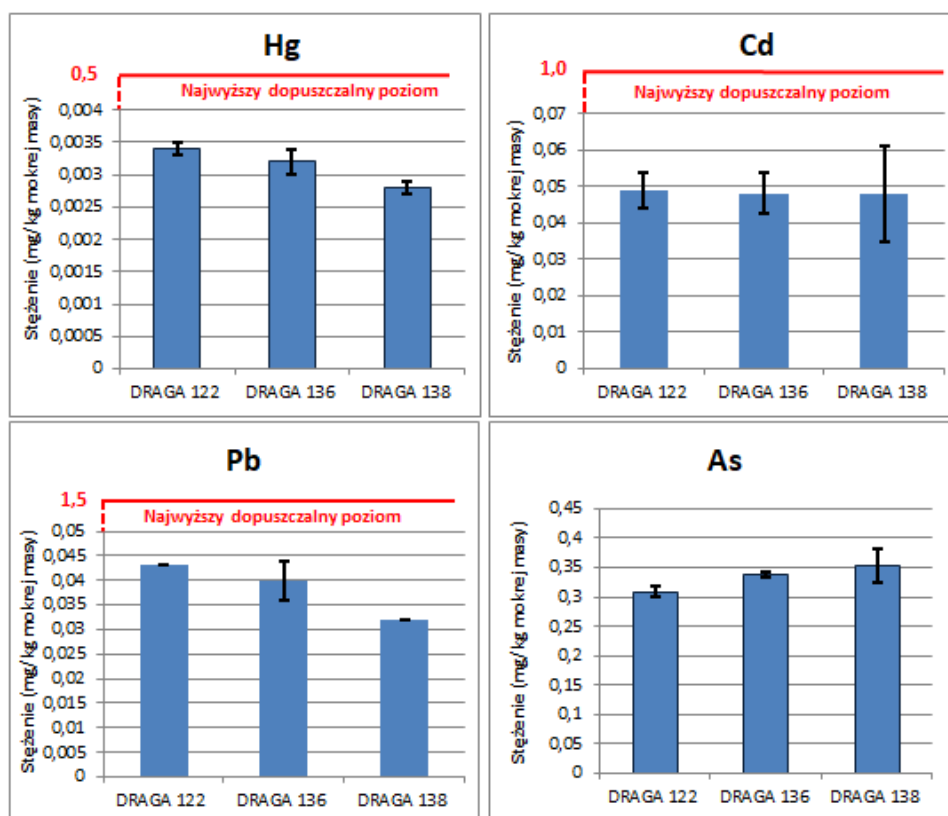 Hg
0,5
Najwyższy dopuszczalny poziom
Stężenie (mg/kg mokrej masy)
0,004
0,0035
0,003
0,0025
0,002
0,0015
0,001
0,0005
0
DRAGA 122 DRAGA 136 DRAGA 138
Cd
1,0
Najwyższy dopuszczalny poziom
Stężenie (mg/kg mokrej masy)
0,07
0,06
0,05
0,04
0,03
0,02
0,01
0
DRAGA 122 DRAGA 136 DRAGA 138
Pb
1,5
Najwyższy dopuszczalny poziom
Stężenie (mg/kg mokrej masy)
0,05
0,045
0,04
0,035
0,03
0,025
0,02
0,015
0,01
0,005
0
DRAGA 122 DRAGA 136 DRAGA 138
As
Stężenie (mg/kg mokrej masy)
0,45
0,4
0,35
0,3
0,25
0,2
0,15
0,1
0,05
0
DRAGA 122 DRAGA 136 DRAGA 138